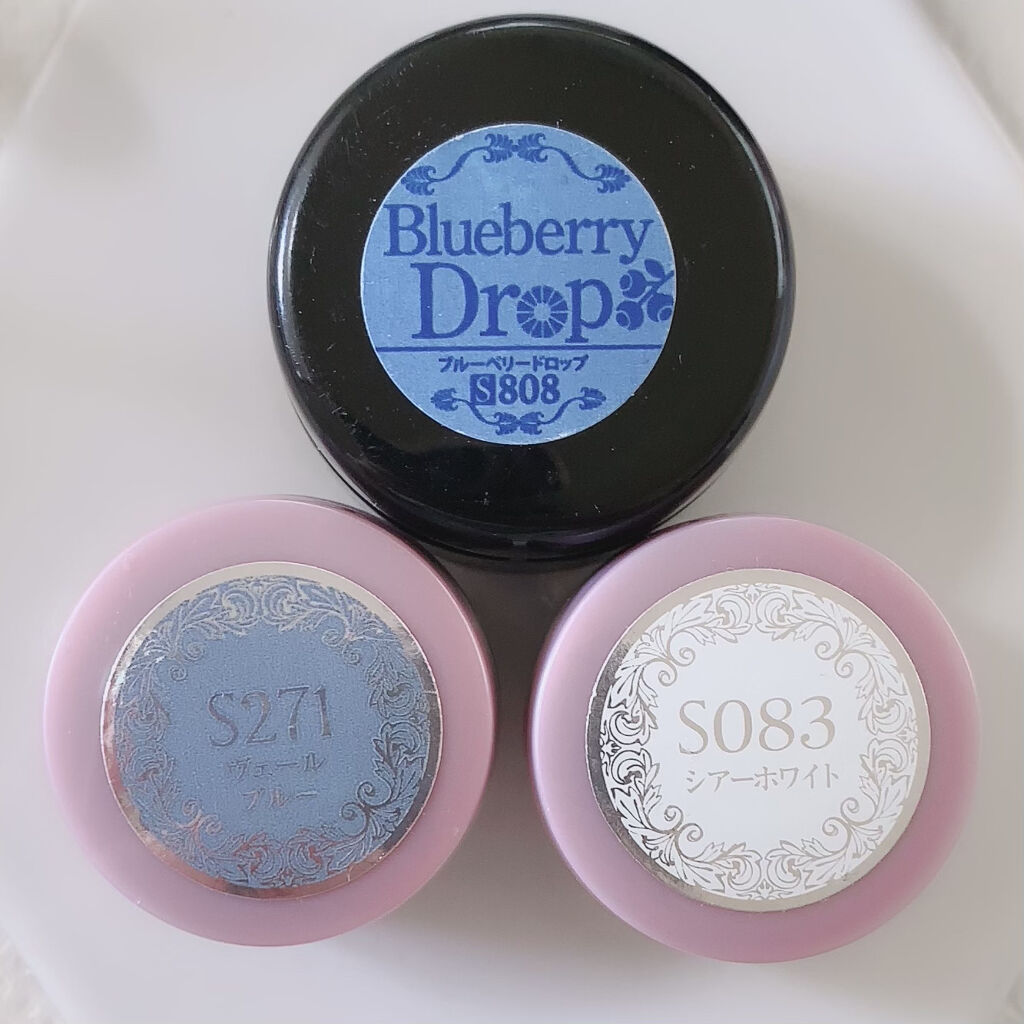 Blueberry
Drop
ブルーベリードロップ
S808
S271
ヴェール
ブルー
S083
シアーホワイト